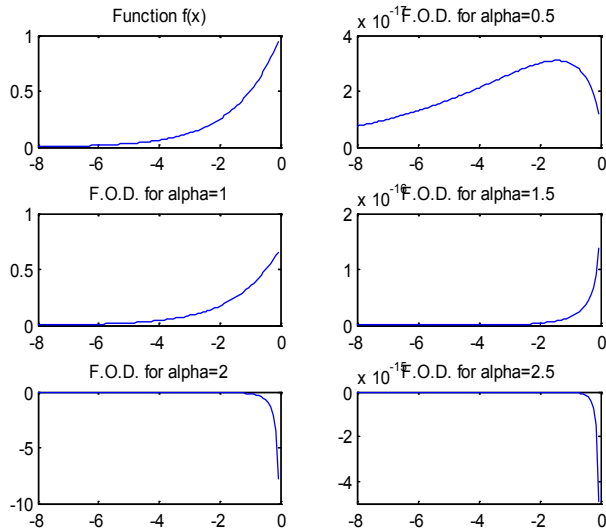 Function f(x)
1
0.5
0
-8 -6 -4 -2 0
x 10^-17 F.O.D. for alpha=0.5
4
2
0
-8 -6 -4 -2 0
F.O.D. for alpha=1
1
0.5
0
-8 -6 -4 -2 0
x 10^-16 F.O.D. for alpha=1.5
2
1
0
-8 -6 -4 -2 0
F.O.D. for alpha=2
0
-5
-10
-8 -6 -4 -2 0
x 10^-15 F.O.D. for alpha=2.5
0
-2
-4
-8 -6 -4 -2 0